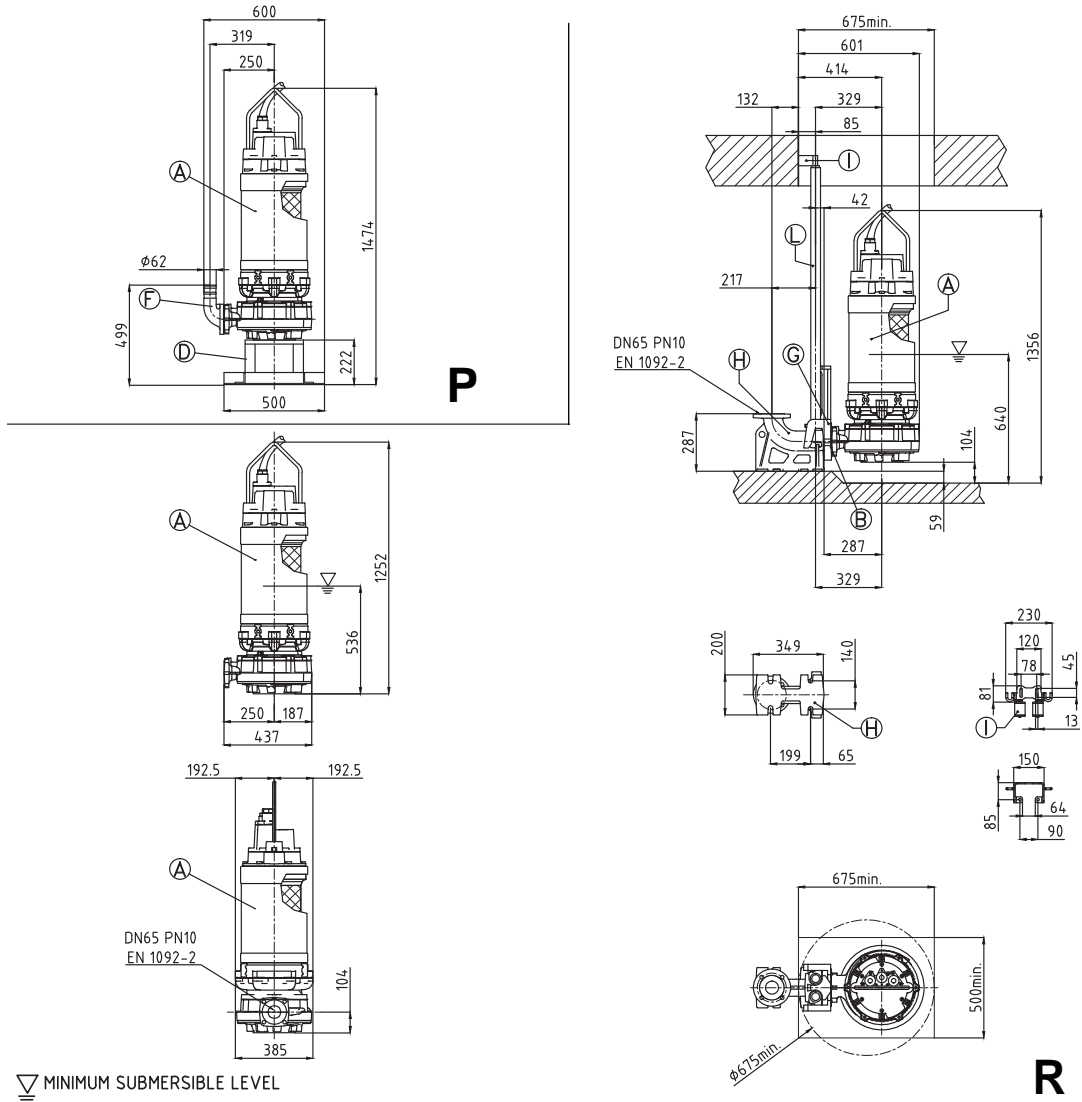 600
319
250
A
1474
Ø62
F
499
D
222
500
P
A
1252
536
250
187
437
192.5
192.5
A
DN65 PN10
EN 1092-2
104
385
MINIMUM SUBMERSIBLE LEVEL
675min.
601
414
132
329
85
I
42
L
217
A
DN65 PN10
EN 1092-2
H
G
1356
640
287
104
B
59
287
329
200
349
140
H
199
65
230
120
78
45
81
I
13
150
85
64
90
675min.
500min.
Ø675min.
R